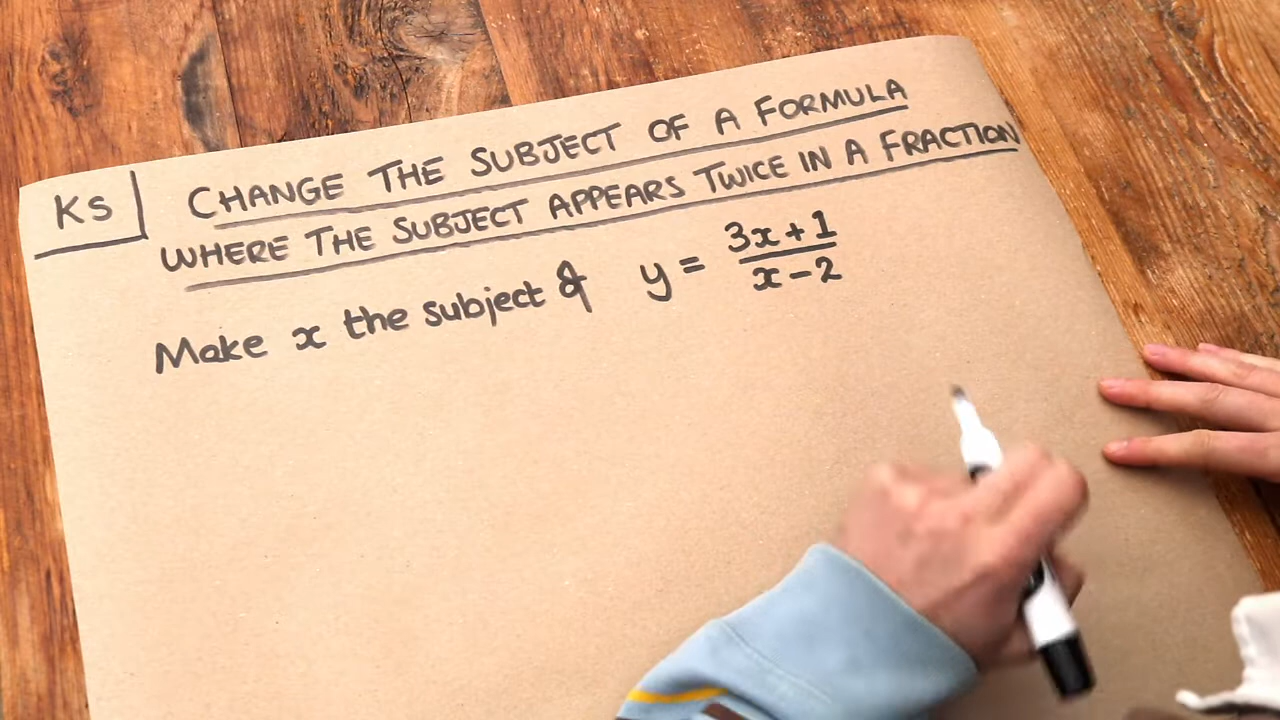 KS
CHANGE THE SUBJECT OF A FORMULA
WHERE THE SUBJECT APPEARS TWICE IN A FRACTION
Make x the subject of y = \frac{3x+1}{x-2}